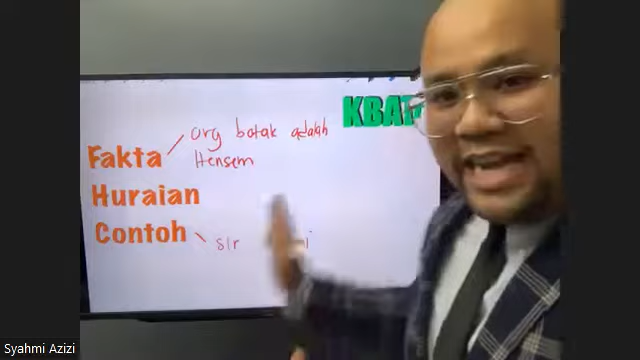 KBAT
Fakta
org botak adalah
Hensem
Huraian
Contoh
sir
Syahmi Azizi